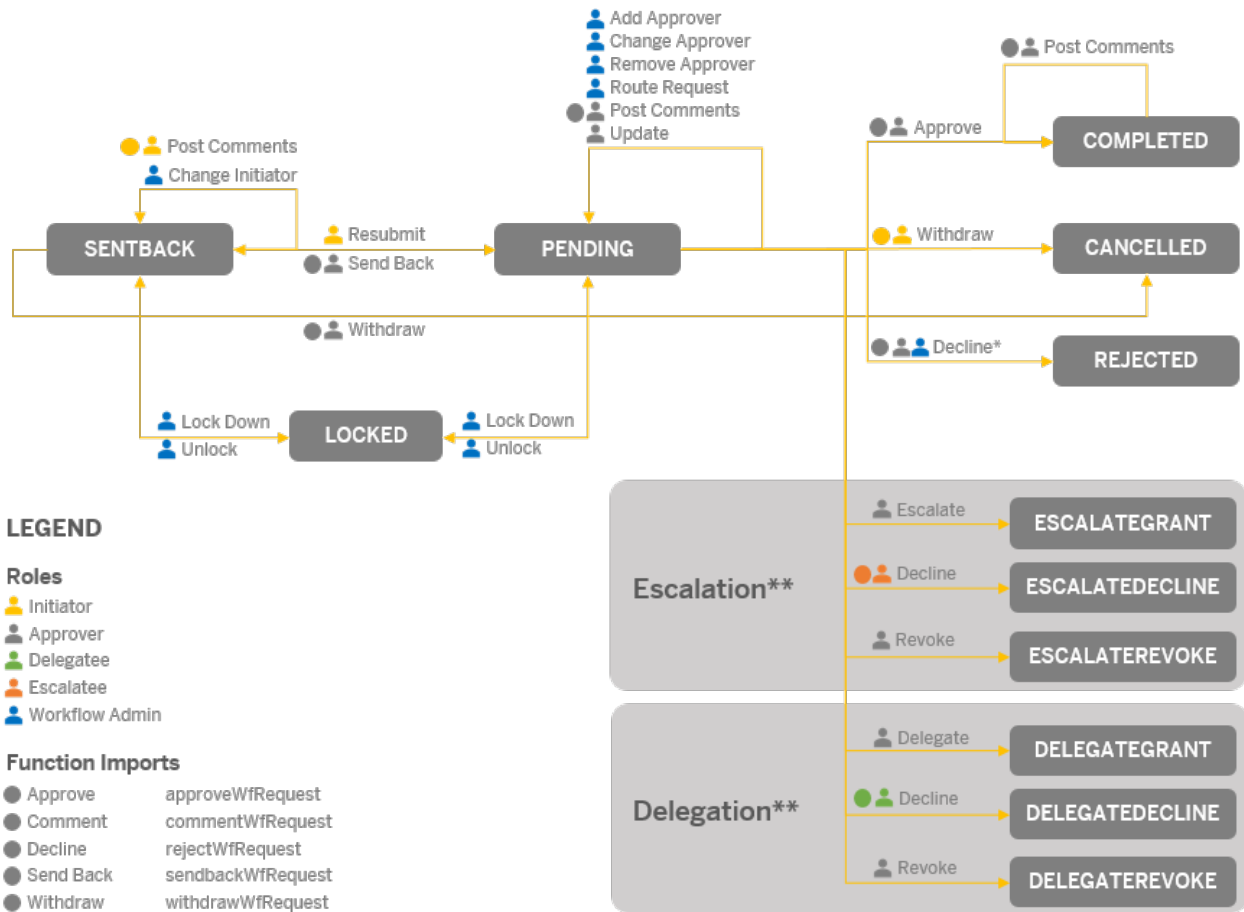 Add Approver
Change Approver
Remove Approver
Route Request
Post Comments
Update
Post Comments
Approve
COMPLETED
Post Comments
Change Initiator
SENTBACK
Resubmit
Send Back
PENDING
Withdraw
CANCELLED
Withdraw
Decline*
REJECTED
Lock Down
Unlock
LOCKED
Lock Down
Unlock
Escalation**
Escalate
ESCALATEGRANT
Decline
ESCALATEDECLINE
Revoke
ESCALATEREVOKE
Delegation**
Delegate
DELEGATEGRANT
Decline
DELEGATEDECLINE
Revoke
DELEGATEREVOKE
LEGEND
Roles
Initiator
Approver
Delegatee
Escalatee
Workflow Admin
Function Imports
Approve approveWfRequest
Comment commentWfRequest
Decline rejectWfRequest
Send Back sendbackWfRequest
Withdraw withdrawWfRequest